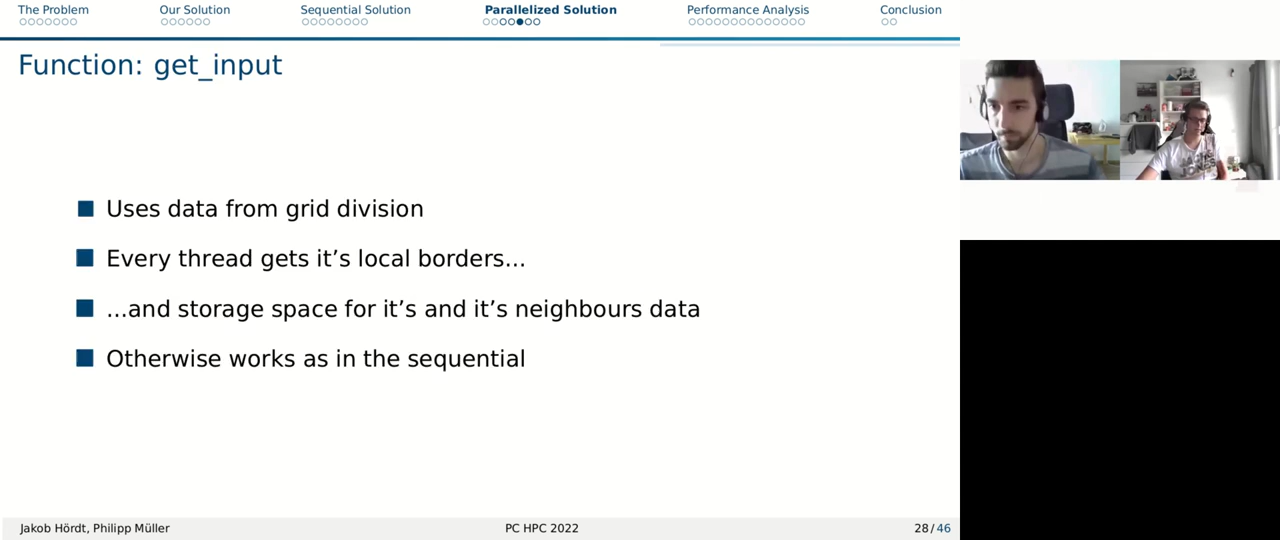 The Problem
Our Solution
Sequential Solution
Parallelized Solution
Performance Analysis
Conclusion
Function: get_input
Uses data from grid division
Every thread gets it’s local borders...
...and storage space for it’s and it’s neighbours data
Otherwise works as in the sequential
Jakob Hördt, Philipp Müller
PC HPC 2022
28/46